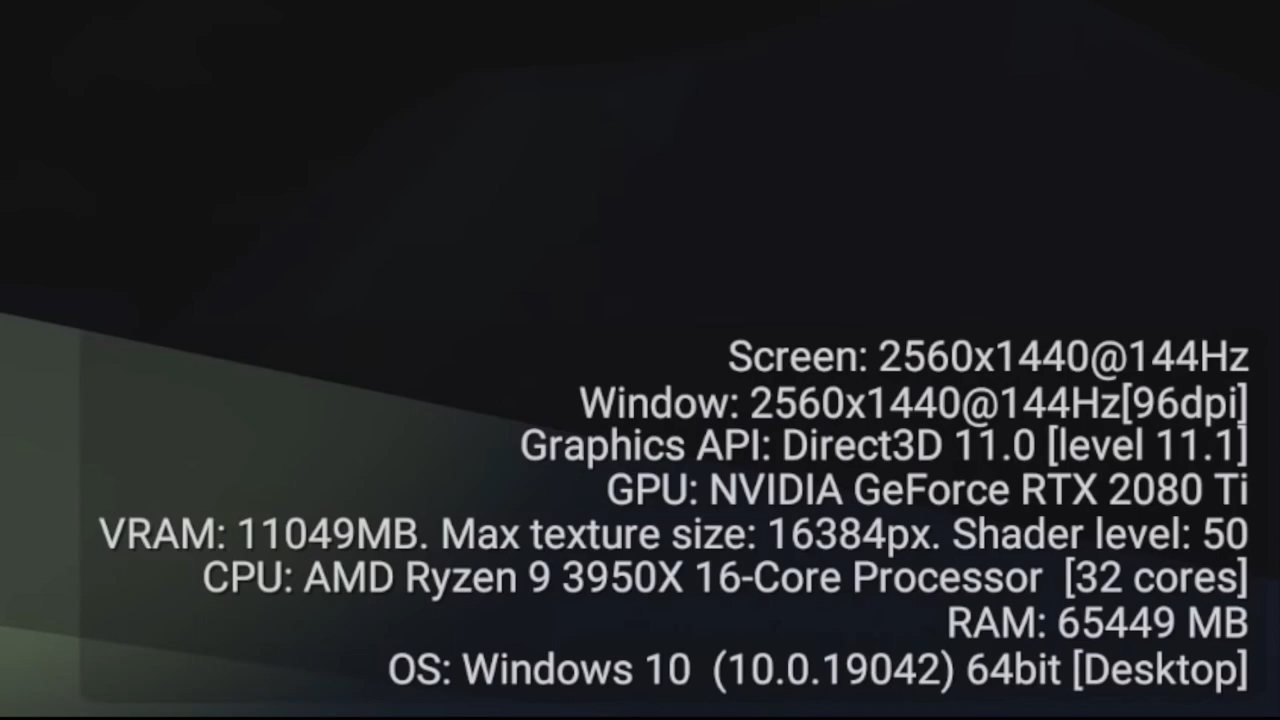 Screen: 2560x1440@144Hz
Window: 2560x1440@144Hz[96dpi]
Graphics API: Direct3D 11.0 [level 11.1]
GPU: NVIDIA GeForce RTX 2080 Ti
VRAM: 11049MB. Max texture size: 16384px. Shader level: 50
CPU: AMD Ryzen 9 3950X 16-Core Processor  [32 cores]
RAM: 65449 MB
OS: Windows 10  (10.0.19042) 64bit [Desktop]